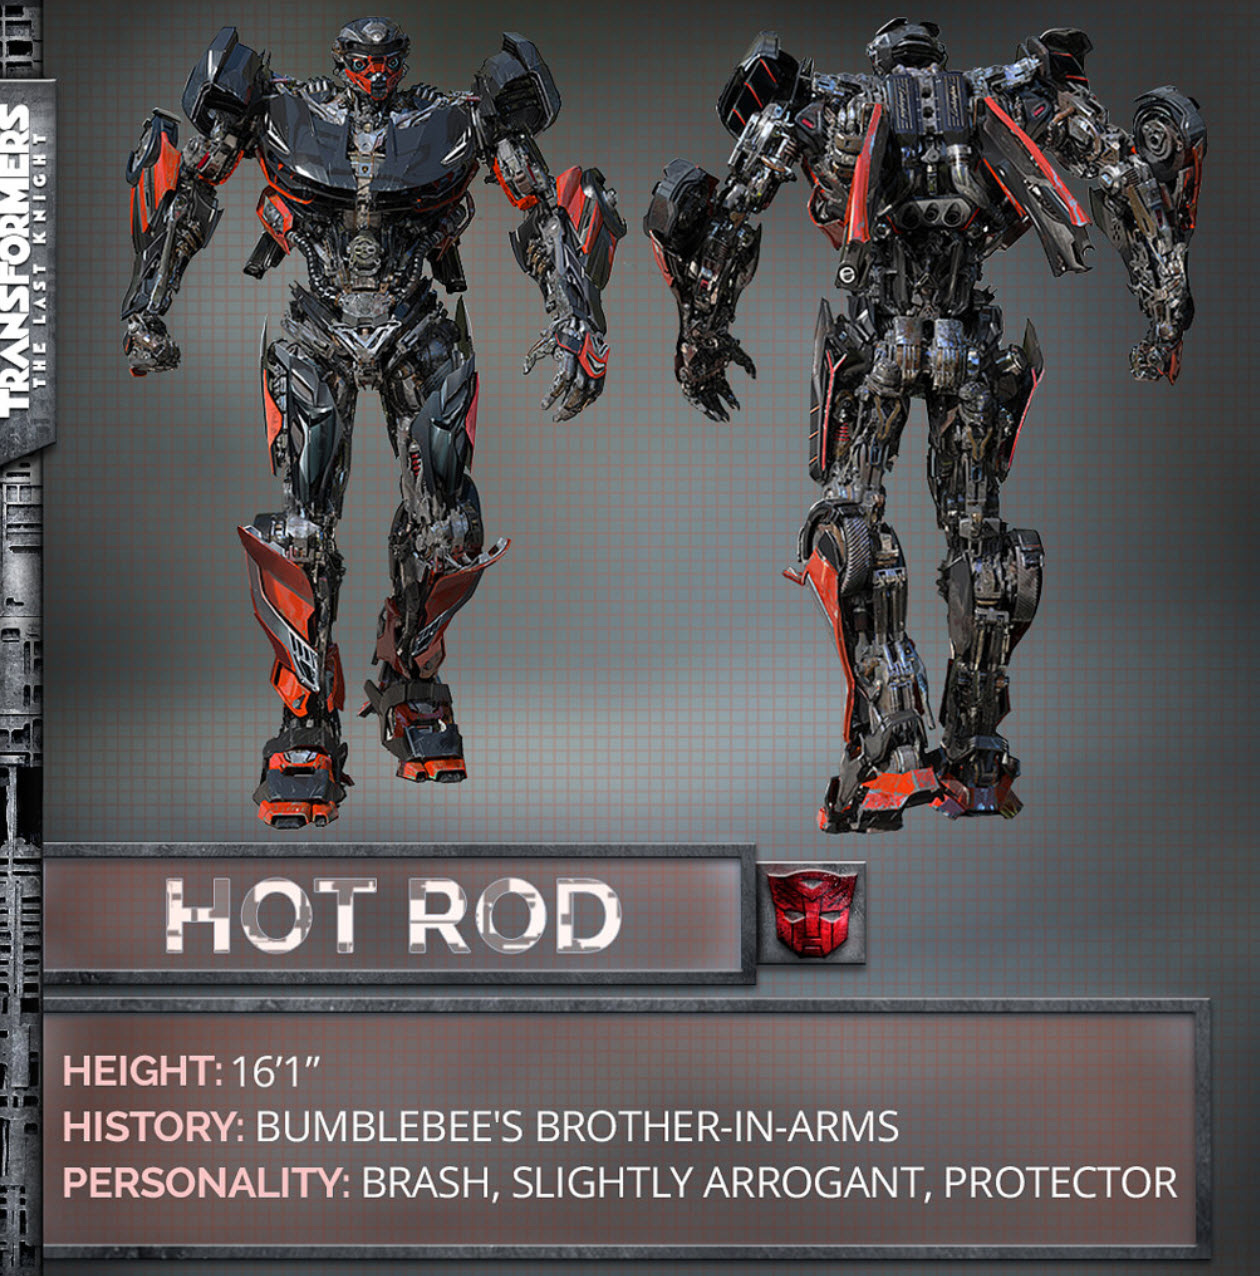 TRANSFORMERS
THE LAST KNIGHT
HOT ROD
HEIGHT: 16'1"
HISTORY: BUMBLEBEE'S BROTHER-IN-ARMS
PERSONALITY: BRASH, SLIGHTLY ARROGANT, PROTECTOR